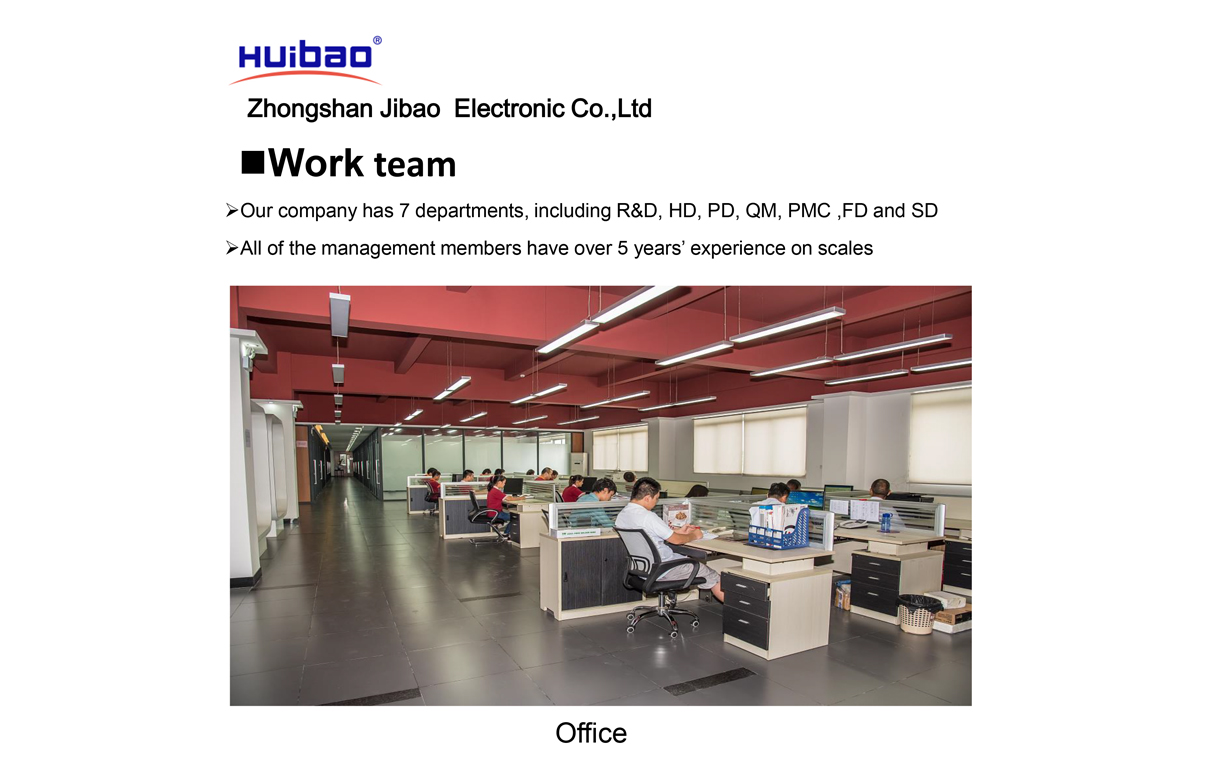 Huibao®
Zhongshan Jibao  Electronic Co.,Ltd
■Work team
➢Our company has 7 departments, including R&D, HD, PD, QM, PMC ,FD and SD
➢All of the management members have over 5 years’ experience on scales
Office